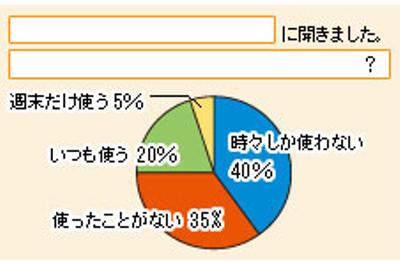 に聞きました。
?
週末だけ使う 5%
時々しか使わない
40%
いつも使う 20%
使ったことがない 35%